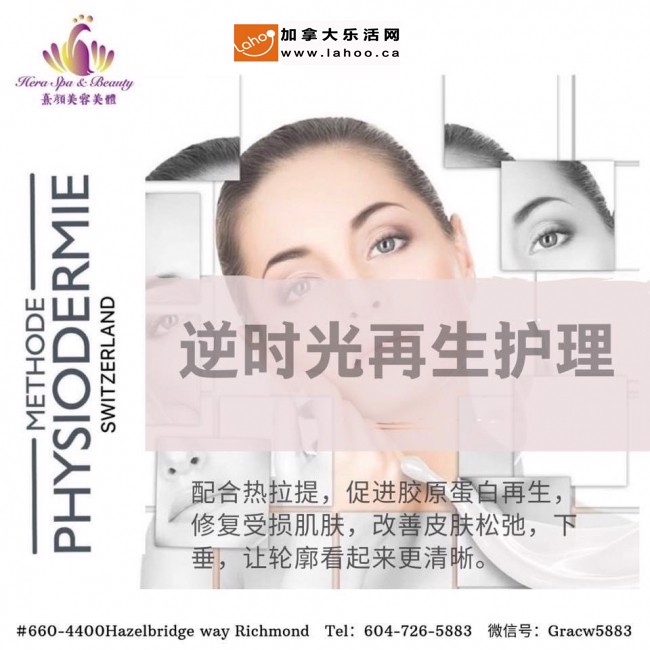 加拿大乐活网
Lahoo
www.lahoo.ca
Hera Spa & Beauty
熹顏美容美體
METHODE
PHYSIODERMIE
SWITZERLAND
逆时光再生护理
配合热拉提，促进胶原蛋白再生，
修复受损肌肤，改善皮肤松弛，下
垂，让轮廓看起来更清晰。
#660-4400Hazelbridge way Richmond Tel：604-726-5883 微信号：Gracw5883